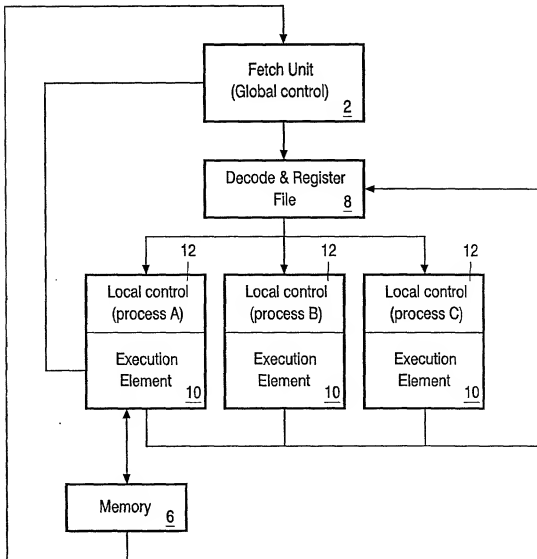 Fetch Unit
(Global control)
2
Decode & Register
File
8
12
12
12
Local control
(process A)
Local control
(process B)
Local control
(process C)
Execution
Element
10
Execution
Element
10
Execution
Element
10
Memory
6